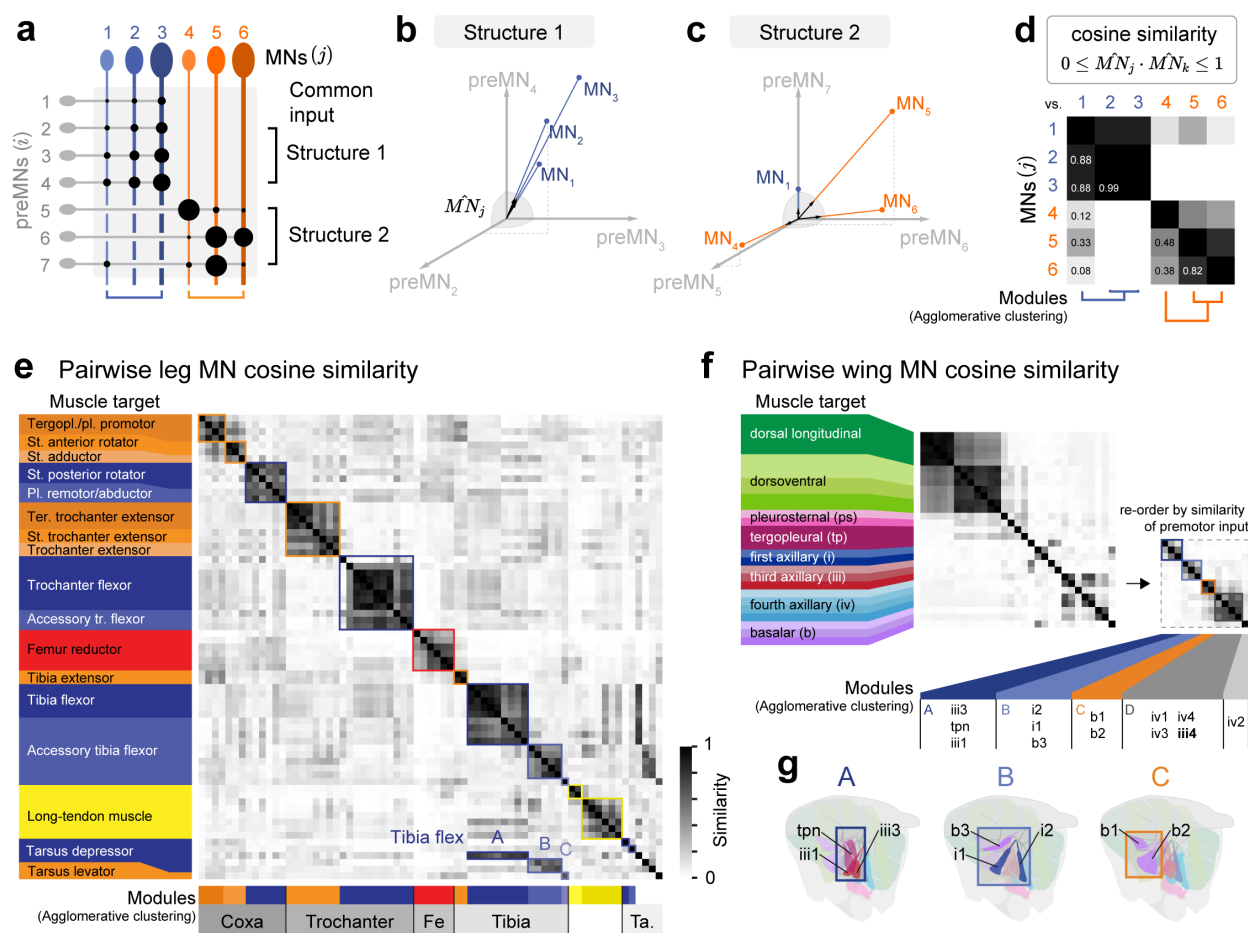 a
1 2 3 4 5 6
MNs (j)
1
2
3
4
5
6
7
preMNs (i)
Common
input
Structure 1
Structure 2
b
Structure 1
preMN4
MN3
MN2
MN1
M̂Nj
preMN3
preMN2
c
Structure 2
preMN7
MN5
MN1
MN6
MN4
preMN6
preMN5
d
cosine similarity
0 ≤ M̂Nj · M̂Nk ≤ 1
vs. 1 2 3 4 5 6
MNs (j)
1
2 0.88
3 0.88 0.99
4 0.12
5 0.33 0.48
6 0.08 0.38 0.82
Modules
(Agglomerative clustering)
e Pairwise leg MN cosine similarity
Muscle target
Tergopl./pl. promotor
St. anterior rotator
St. adductor
St. posterior rotator
Pl. remotor/abductor
Ter. trochanter extensor
St. trochanter extensor
Trochanter extensor
Trochanter flexor
Accessory tr. flexor
Femur reductor
Tibia extensor
Tibia flexor
Accessory tibia flexor
Long-tendon muscle
Tarsus depressor
Tarsus levator
Tibia flex
A
B
C
1
Similarity
0
Modules
(Agglomerative clustering)
Coxa Trochanter Fe Tibia Ta.
f Pairwise wing MN cosine similarity
Muscle target
dorsal longitudinal
dorsoventral
pleurosternal (ps)
tergopleural (tp)
first axillary (i)
third axillary (iii)
fourth axillary (iv)
basalar (b)
re-order by similarity
of premotor input
Modules
(Agglomerative clustering)
A iii3
tpn
iii1
B i2
i1
b3
C b1
b2
D iv1 iv4
iv3 iii4
iv2
g
A
tpn
iii3
iii1
B
b3
i2
i1
C
b1
b2